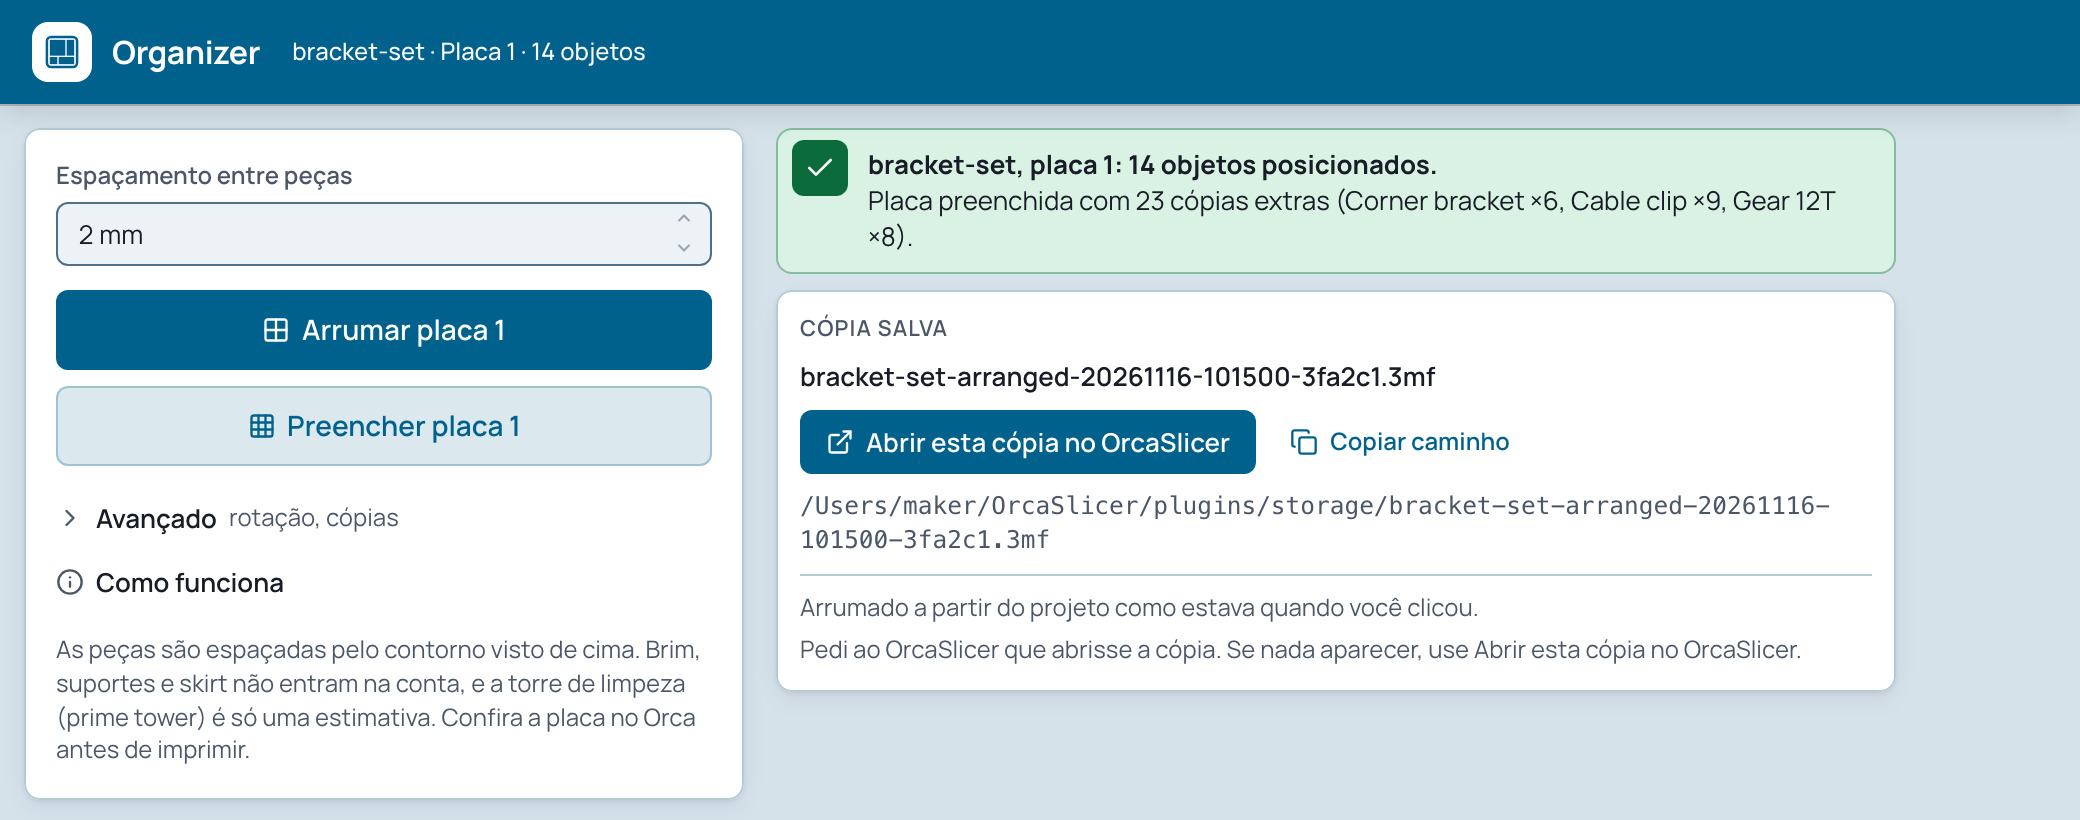 Organizer
bracket-set · Placa 1 · 14 objetos
Espaçamento entre peças
2 mm
Arrumar placa 1
Preencher placa 1
Avançado rotação, cópias
Como funciona
As peças são espaçadas pelo contorno visto de cima. Brim,
suportes e skirt não entram na conta, e a torre de limpeza
(prime tower) é só uma estimativa. Confira a placa no Orca
antes de imprimir.
bracket-set, placa 1: 14 objetos posicionados.
Placa preenchida com 23 cópias extras (Corner bracket ×6, Cable clip ×9, Gear 12T
×8).
CÓPIA SALVA
bracket-set-arranged-20261116-101500-3fa2c1.3mf
Abrir esta cópia no OrcaSlicer
Copiar caminho
/Users/maker/OrcaSlicer/plugins/storage/bracket-set-arranged-20261116-
101500-3fa2c1.3mf
Arrumado a partir do projeto como estava quando você clicou.
Pedi ao OrcaSlicer que abrisse a cópia. Se nada aparecer, use Abrir esta cópia no OrcaSlicer.